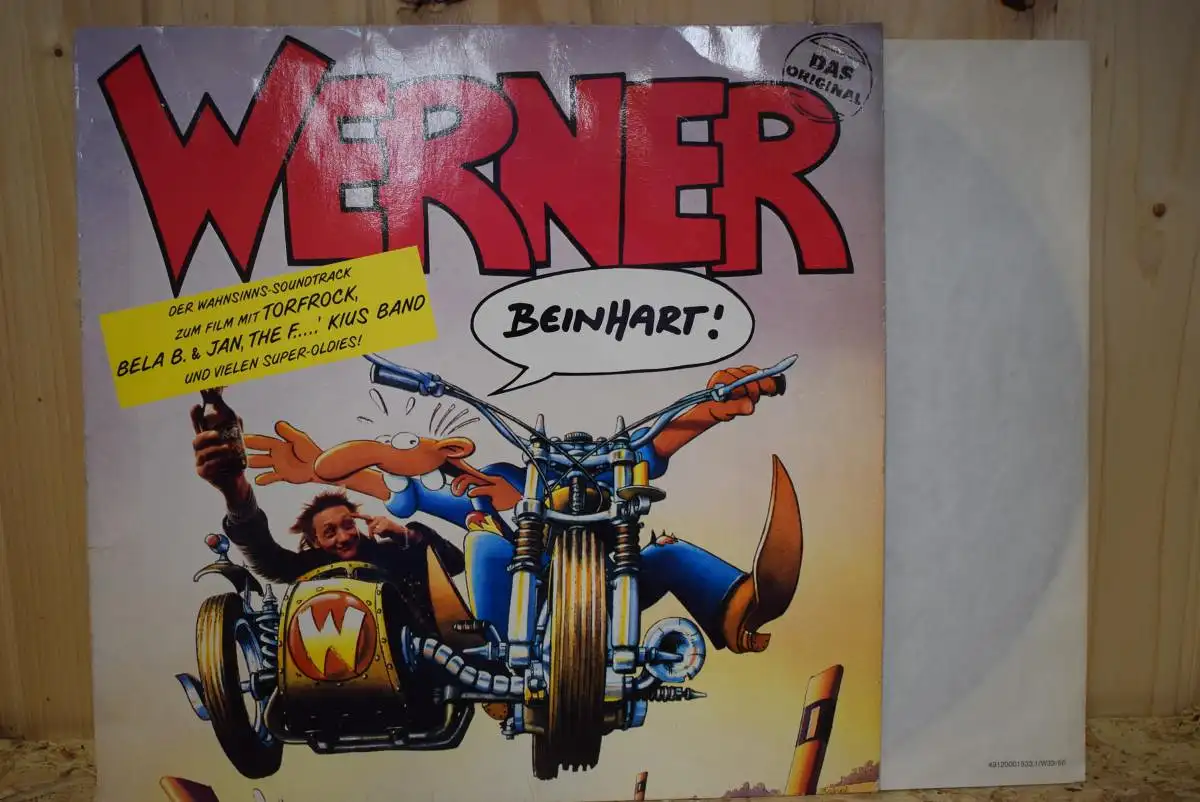 WERNER
DAS
ORIGINAL
DER WAHNSINNS-SOUNDTRACK
ZUM FILM MIT TORFROCK,
BELA B. & JAN, THE F.....' KIUS BAND
UND VIELEN SUPER-OLDIES!
BEINHART!
W